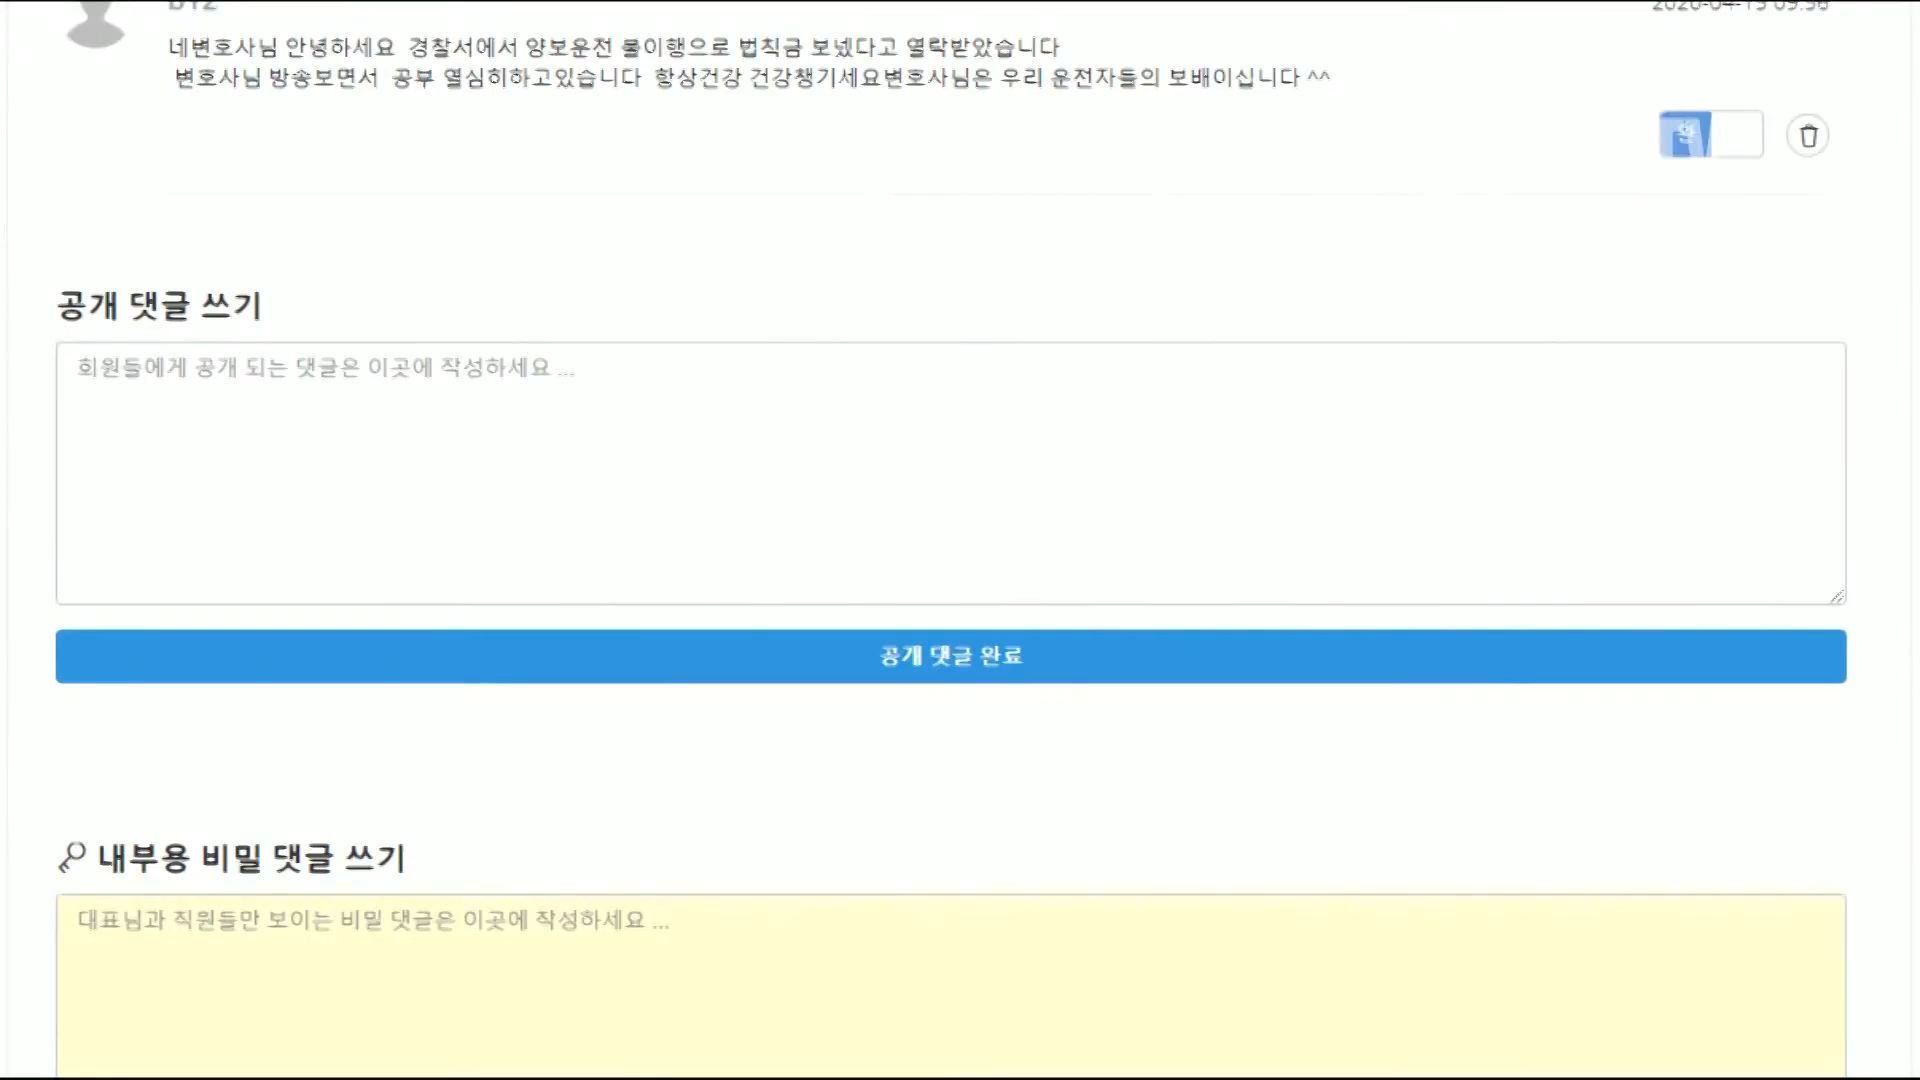 네변호사님 안녕하세요 경찰서에서 양보운전 불이행으로 법칙금 보넸다고 열락받았습니다
변호사님 방송보면서 공부 열심히하고있습니다 항상건강 건강챙기세요변호사님은 우리 운전자들의 보배이십니다 ^^
공개 댓글 쓰기
회원들에게 공개 되는 댓글은 이곳에 작성하세요 ...
공개 댓글 완료
내부용 비밀 댓글 쓰기
대표님과 직원들만 보이는 비밀 댓글은 이곳에 작성하세요 ...